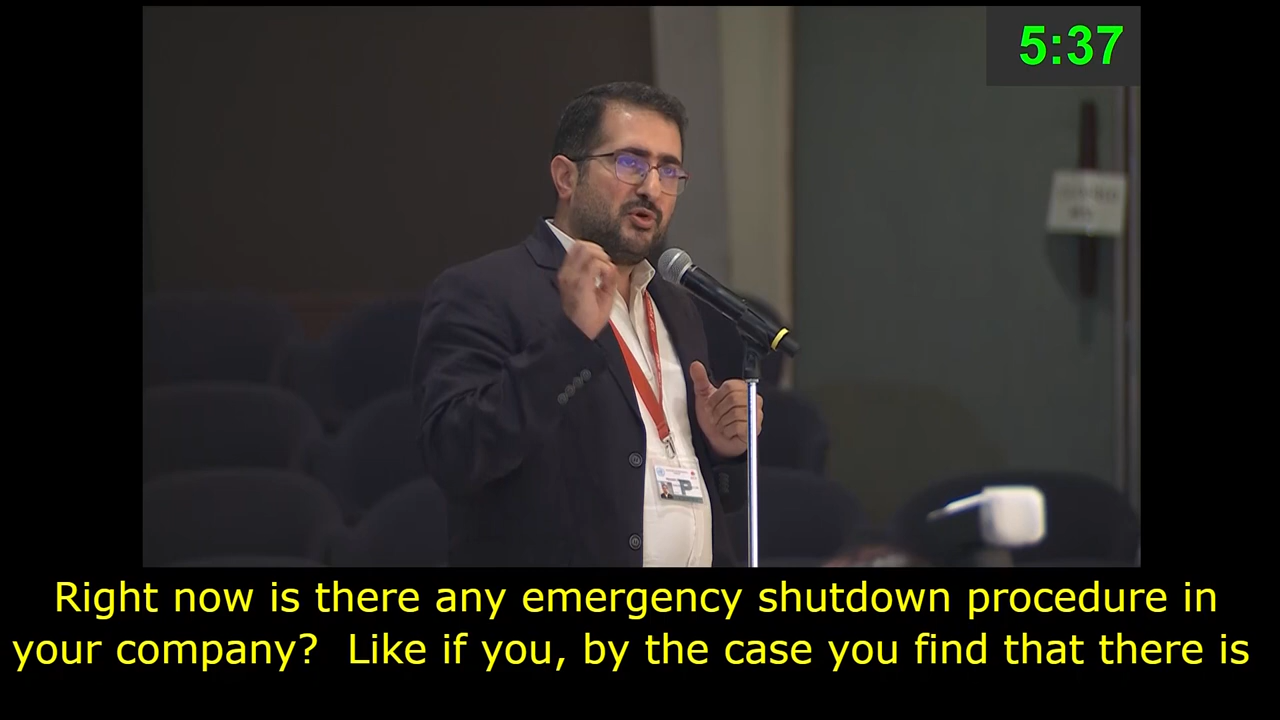 5:37
P
Right now is there any emergency shutdown procedure in
your company?  Like if you, by the case you find that there is